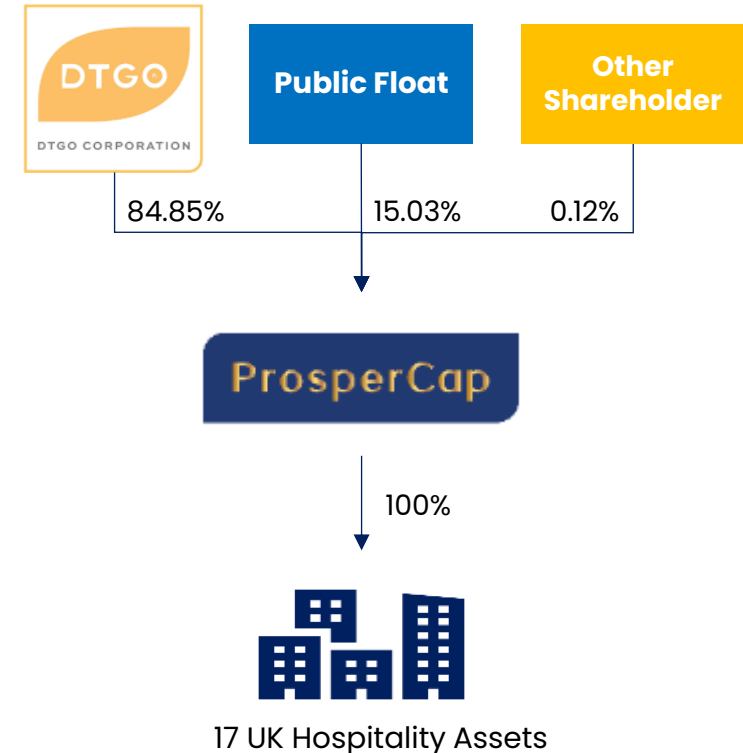 DTGO
DTGO CORPORATION
Public Float
Other
Shareholder
84.85%
15.03%
0.12%
ProsperCap
100%
17 UK Hospitality Assets